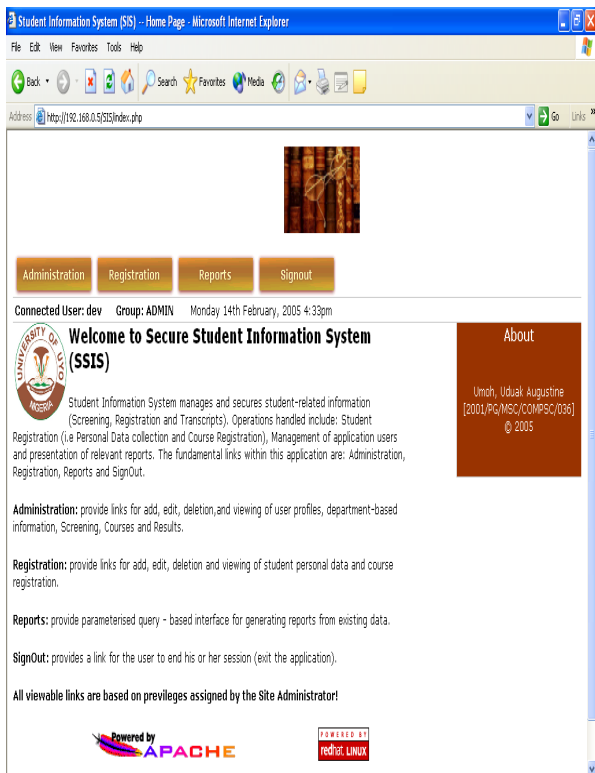 Student Information System (SIS) -- Home Page - Microsoft Internet Explorer
File Edit View Favorites Tools Help
Back Search Favorites Media
Address http://192.168.0.5/SIS/index.php Go Links »
Administration Registration Reports Signout
Connected User: dev Group: ADMIN Monday 14th February, 2005 4:33pm
UNIVERSITY OF UYO
NIGERIA
Welcome to Secure Student Information System
(SSIS)
Student Information System manages and secures student-related information
(Screening, Registration and Transcripts). Operations handled include: Student
Registration (i.e Personal Data collection and Course Registration), Management of application users
and presentation of relevant reports. The fundamental links within this application are: Administration,
Registration, Reports and SignOut.
Administration: provide links for add, edit, deletion,and viewing of user profiles, department-based
information, Screening, Courses and Results.
Registration: provide links for add, edit, deletion and viewing of student personal data and course
registration.
Reports: provide parameterised query - based interface for generating reports from existing data.
SignOut: provides a link for the user to end his or her session (exit the application).
All viewable links are based on previleges assigned by the Site Administrator!
About
Umoh, Uduak Augustine
[2001/PG/MSC/COMPSC/036]
© 2005
Powered by
APACHE
POWERED BY
redhat LINUX